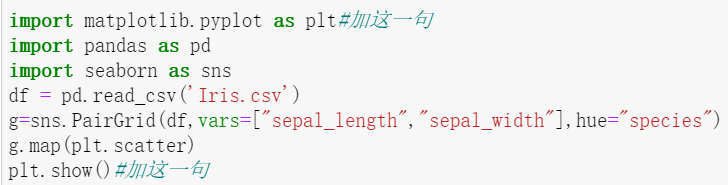 import matplotlib.pyplot as plt#加这一句
import pandas as pd
import seaborn as sns
df = pd.read_csv('Iris.csv')
g=sns.PairGrid(df,vars=["sepal_length","sepal_width"],hue="species")
g.map(plt.scatter)
plt.show()#加这一句